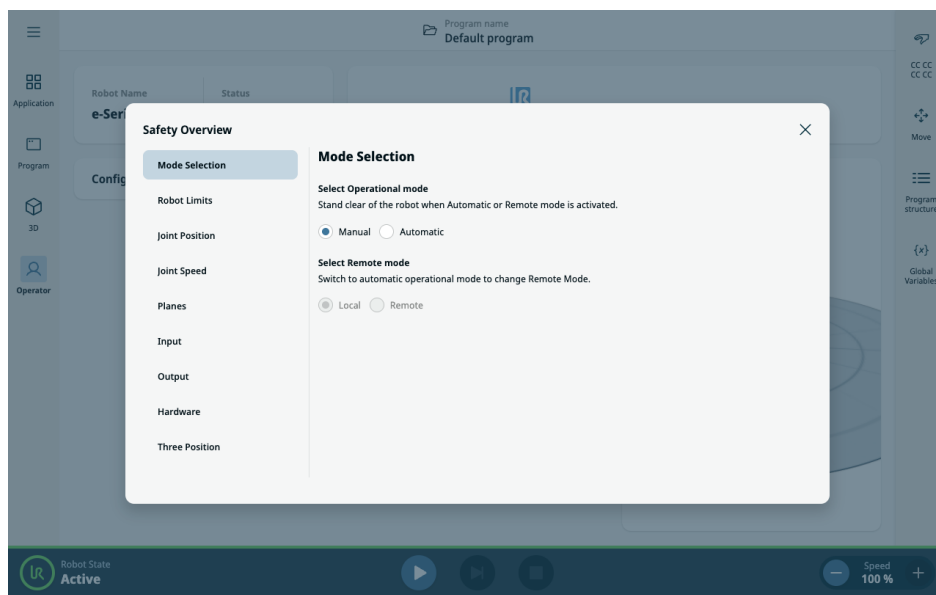 Program name
Default program
Application
Program
3D
Operator
Robot Name
Status
e-Seri
Config
CC CC
CC CC
Move
Program
structure
{x}
Global
Variables
Safety Overview
Mode Selection
Robot Limits
Joint Position
Joint Speed
Planes
Input
Output
Hardware
Three Position
Mode Selection
Select Operational mode
Stand clear of the robot when Automatic or Remote mode is activated.
Manual
Automatic
Select Remote mode
Switch to automatic operational mode to change Remote Mode.
Local
Remote
Robot State
Active
Speed
100 %